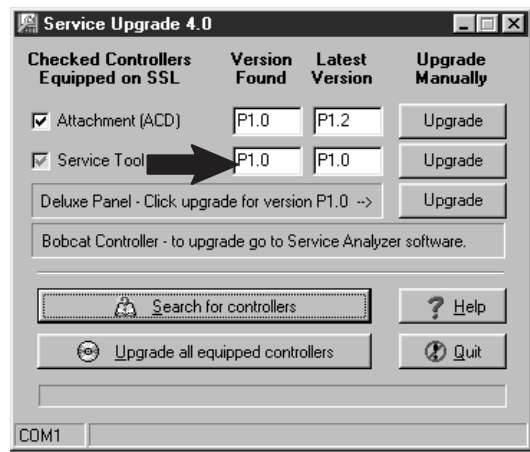 Service Upgrade 4.0
Checked Controllers Equipped on SSL
Version Found
Latest Version
Upgrade Manually
Attachment (ACD) P1.0 P1.2 Upgrade
Service Tool P1.0 P1.0 Upgrade
Deluxe Panel - Click upgrade for version P1.0 --> Upgrade
Bobcat Controller - to upgrade go to Service Analyzer software.
Search for controllers Help
Upgrade all equipped controllers Quit
COM1